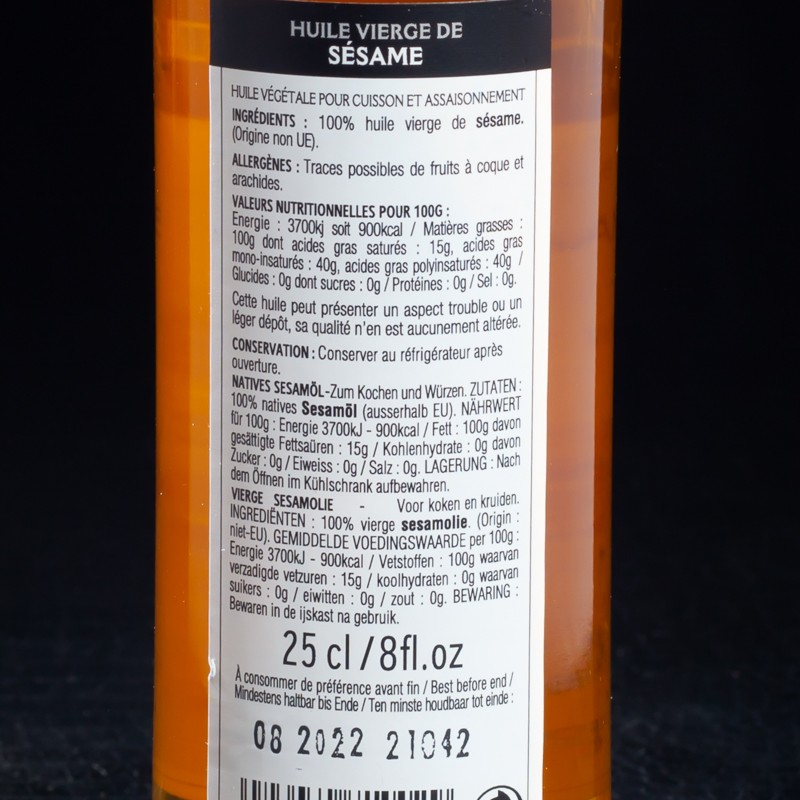 HUILE VIERGE DE
SÉSAME
HUILE VÉGÉTALE POUR CUISSON ET ASSAISONNEMENT
INGRÉDIENTS : 100% huile vierge de sésame.
(Origine non UE).
ALLERGÈNES : Traces possibles de fruits à coque et
arachides.
VALEURS NUTRITIONNELLES POUR 100G :
Energie : 3700kj soit 900kcal / Matières grasses :
100g dont acides gras saturés : 15g, acides gras
mono-insaturés : 40g, acides gras polyinsaturés : 40g /
Glucides : 0g dont sucres : 0g / Protéines : 0g / Sel : 0g.
Cette huile peut présenter un aspect trouble ou un
léger dépôt, sa qualité n'en est aucunement altérée.
CONSERVATION : Conserver au réfrigérateur après
ouverture.
NATIVES SESAMÖL-Zum Kochen und Würzen. ZUTATEN :
100% natives Sesamöl (ausserhalb EU). NÄHRWERT
für 100g : Energie 3700kJ - 900kcal / Fett : 100g davon
gesättigte Fettsaüren : 15g / Kohlenhydrate : 0g davon
Zucker : 0g / Eiweiss : 0g / Salz : 0g. LAGERUNG : Nach
dem Öffnen im Kühlschrank aufbewahren.
VIERGE SESAMOLIE - Voor koken en kruiden.
INGREDIËNTEN : 100% vierge sesamolie. (Origin :
niet-EU). GEMIDDELDE VOEDINGSWAARDE per 100g :
Energie 3700kJ - 900kcal / Vetstoffen : 100g waarvan
verzadigde vetzuren : 15g / koolhydraten : 0g waarvan
suikers : 0g / eiwitten : 0g / zout : 0g. BEWARING :
Bewaren in de ijskast na gebruik.
25 cl / 8fl.oz
À consommer de préférence avant fin / Best before end /
Mindestens haltbar bis Ende / Ten minste houdbaar tot einde :
08 2022 21042